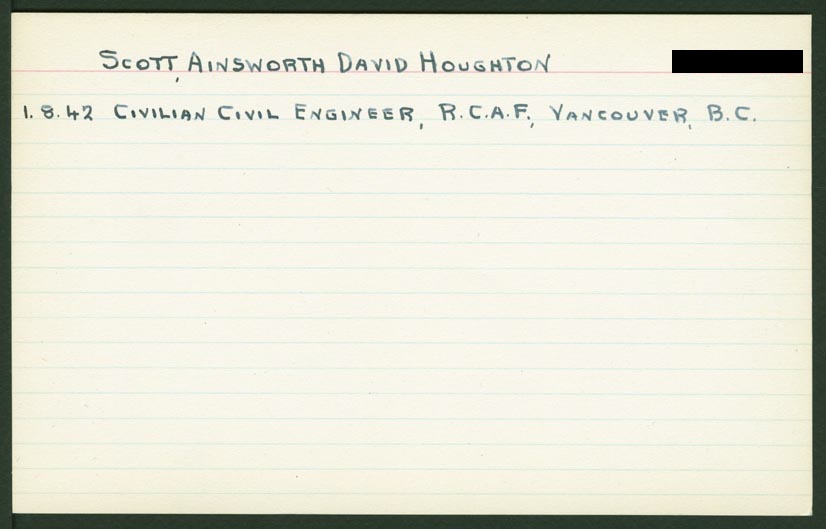 SCOTT, AINSWORTH DAVID HOUGHTON
1.8.42 CIVILIAN CIVIL ENGINEER, R.C.A.F., VANCOUVER, B.C.